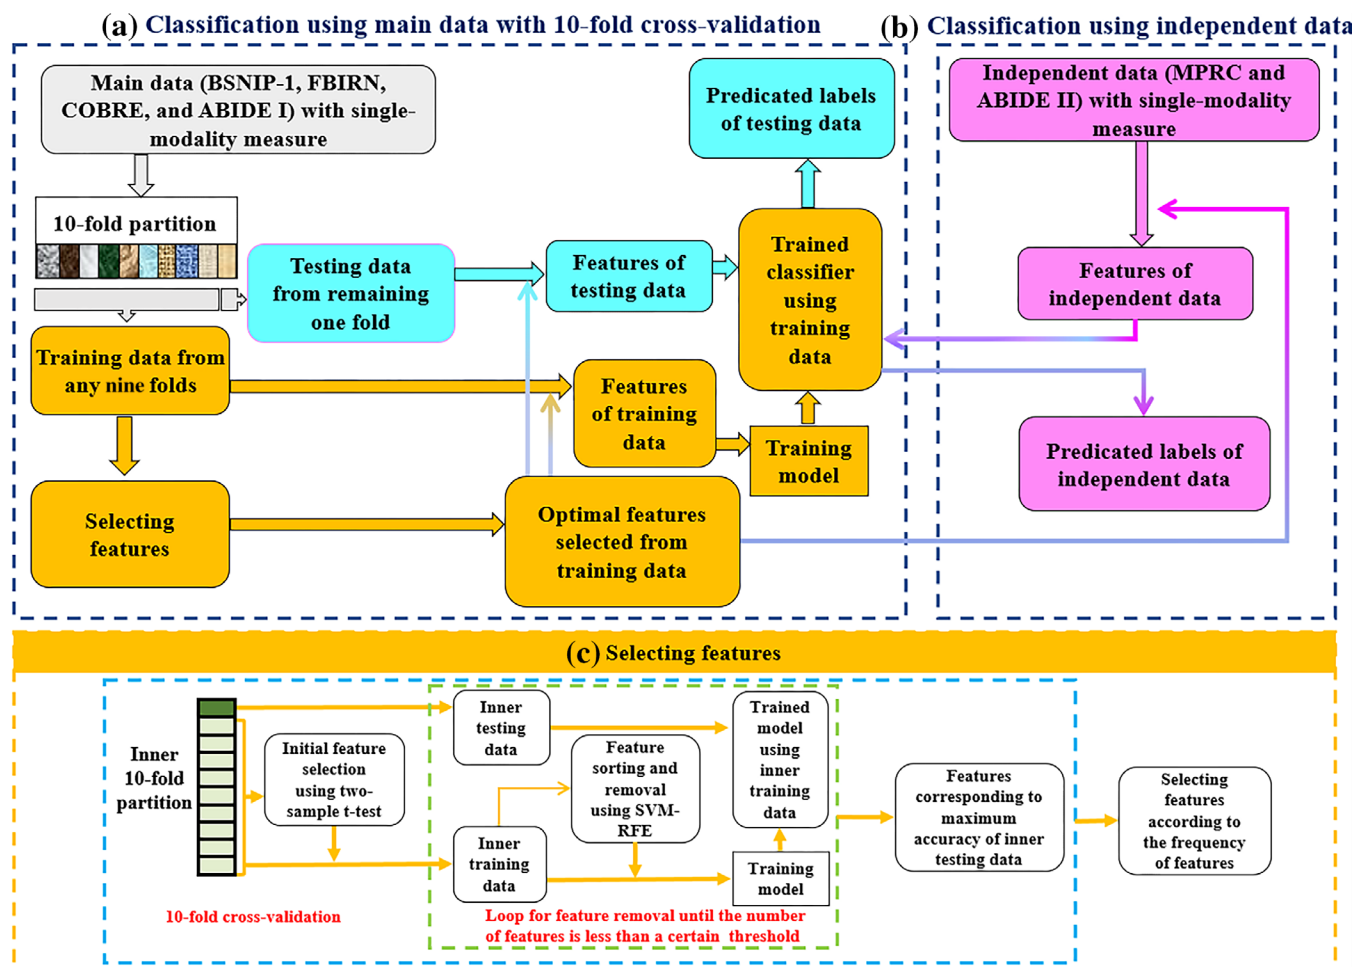 (a) Classification using main data with 10-fold cross-validation
Main data (BSNIP-1, FBIRN,
COBRE, and ABIDE I) with single-
modality measure
10-fold partition
Testing data
from remaining
one fold
Features of
testing data
Predicated labels
of testing data
Trained
classifier
using
training
data
Training data from
any nine folds
Features
of training
data
Training
model
Selecting
features
Optimal features
selected from
training data
(b) Classification using independent data
Independent data (MPRC and
ABIDE II) with single-modality
measure
Features of
independent data
Predicated labels of
independent data
(c) Selecting features
Inner
10-fold
partition
Initial feature
selection
using two-
sample t-test
Inner
testing
data
Feature
sorting and
removal
using SVM-
RFE
Inner
training
data
Trained
model
using
inner
training
data
Training
model
Features
corresponding to
maximum
accuracy of inner
testing data
Selecting
features
according to
the frequency
of features
10-fold cross-validation
Loop for feature removal until the number
of features is less than a certain threshold